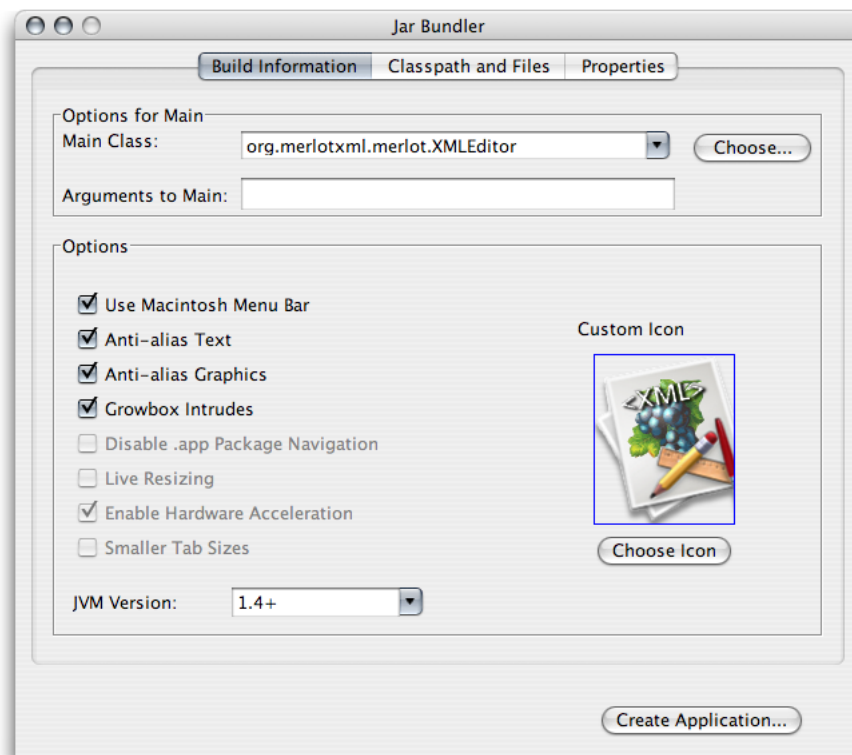 Jar Bundler
Build Information Classpath and Files Properties
Options for Main
Main Class: org.merlotxml.merlot.XMLEditor Choose...
Arguments to Main:
Options
Use Macintosh Menu Bar
Anti-alias Text
Custom Icon
Anti-alias Graphics
<XML>
Growbox Intrudes
Disable .app Package Navigation
Live Resizing
Enable Hardware Acceleration
Smaller Tab Sizes
Choose Icon
JVM Version: 1.4+
Create Application...